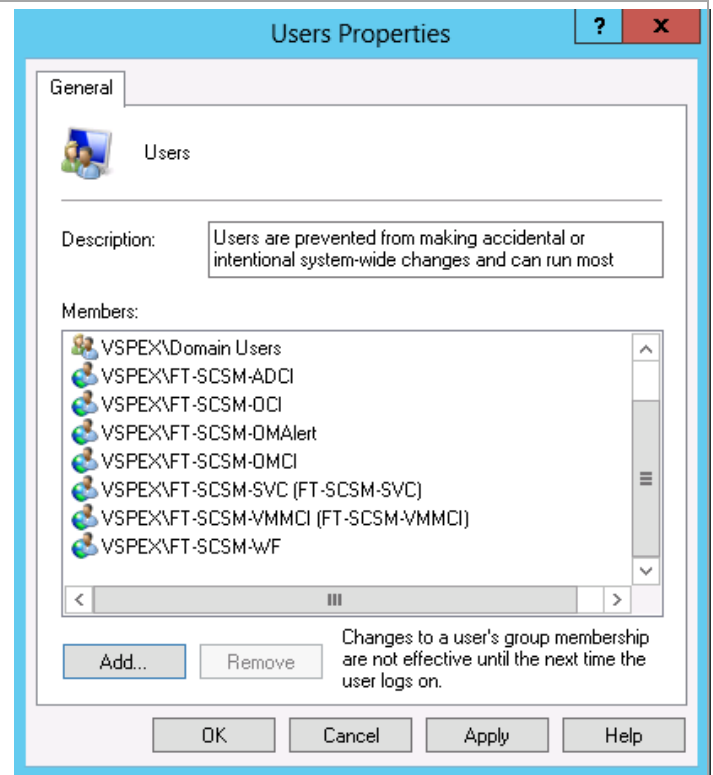 Users Properties
?
x
General
Users
Description:
Users are prevented from making accidental or
intentional system-wide changes and can run most
Members:
VSPEX\Domain Users
VSPEX\FT-SCSM-ADCI
VSPEX\FT-SCSM-OCI
VSPEX\FT-SCSM-OMAlert
VSPEX\FT-SCSM-OMCI
VSPEX\FT-SCSM-SVC (FT-SCSM-SVC)
VSPEX\FT-SCSM-VMMCI (FT-SCSM-VMMCI)
VSPEX\FT-SCSM-WF
Add...
Remove
Changes to a user's group membership
are not effective until the next time the
user logs on.
OK
Cancel
Apply
Help